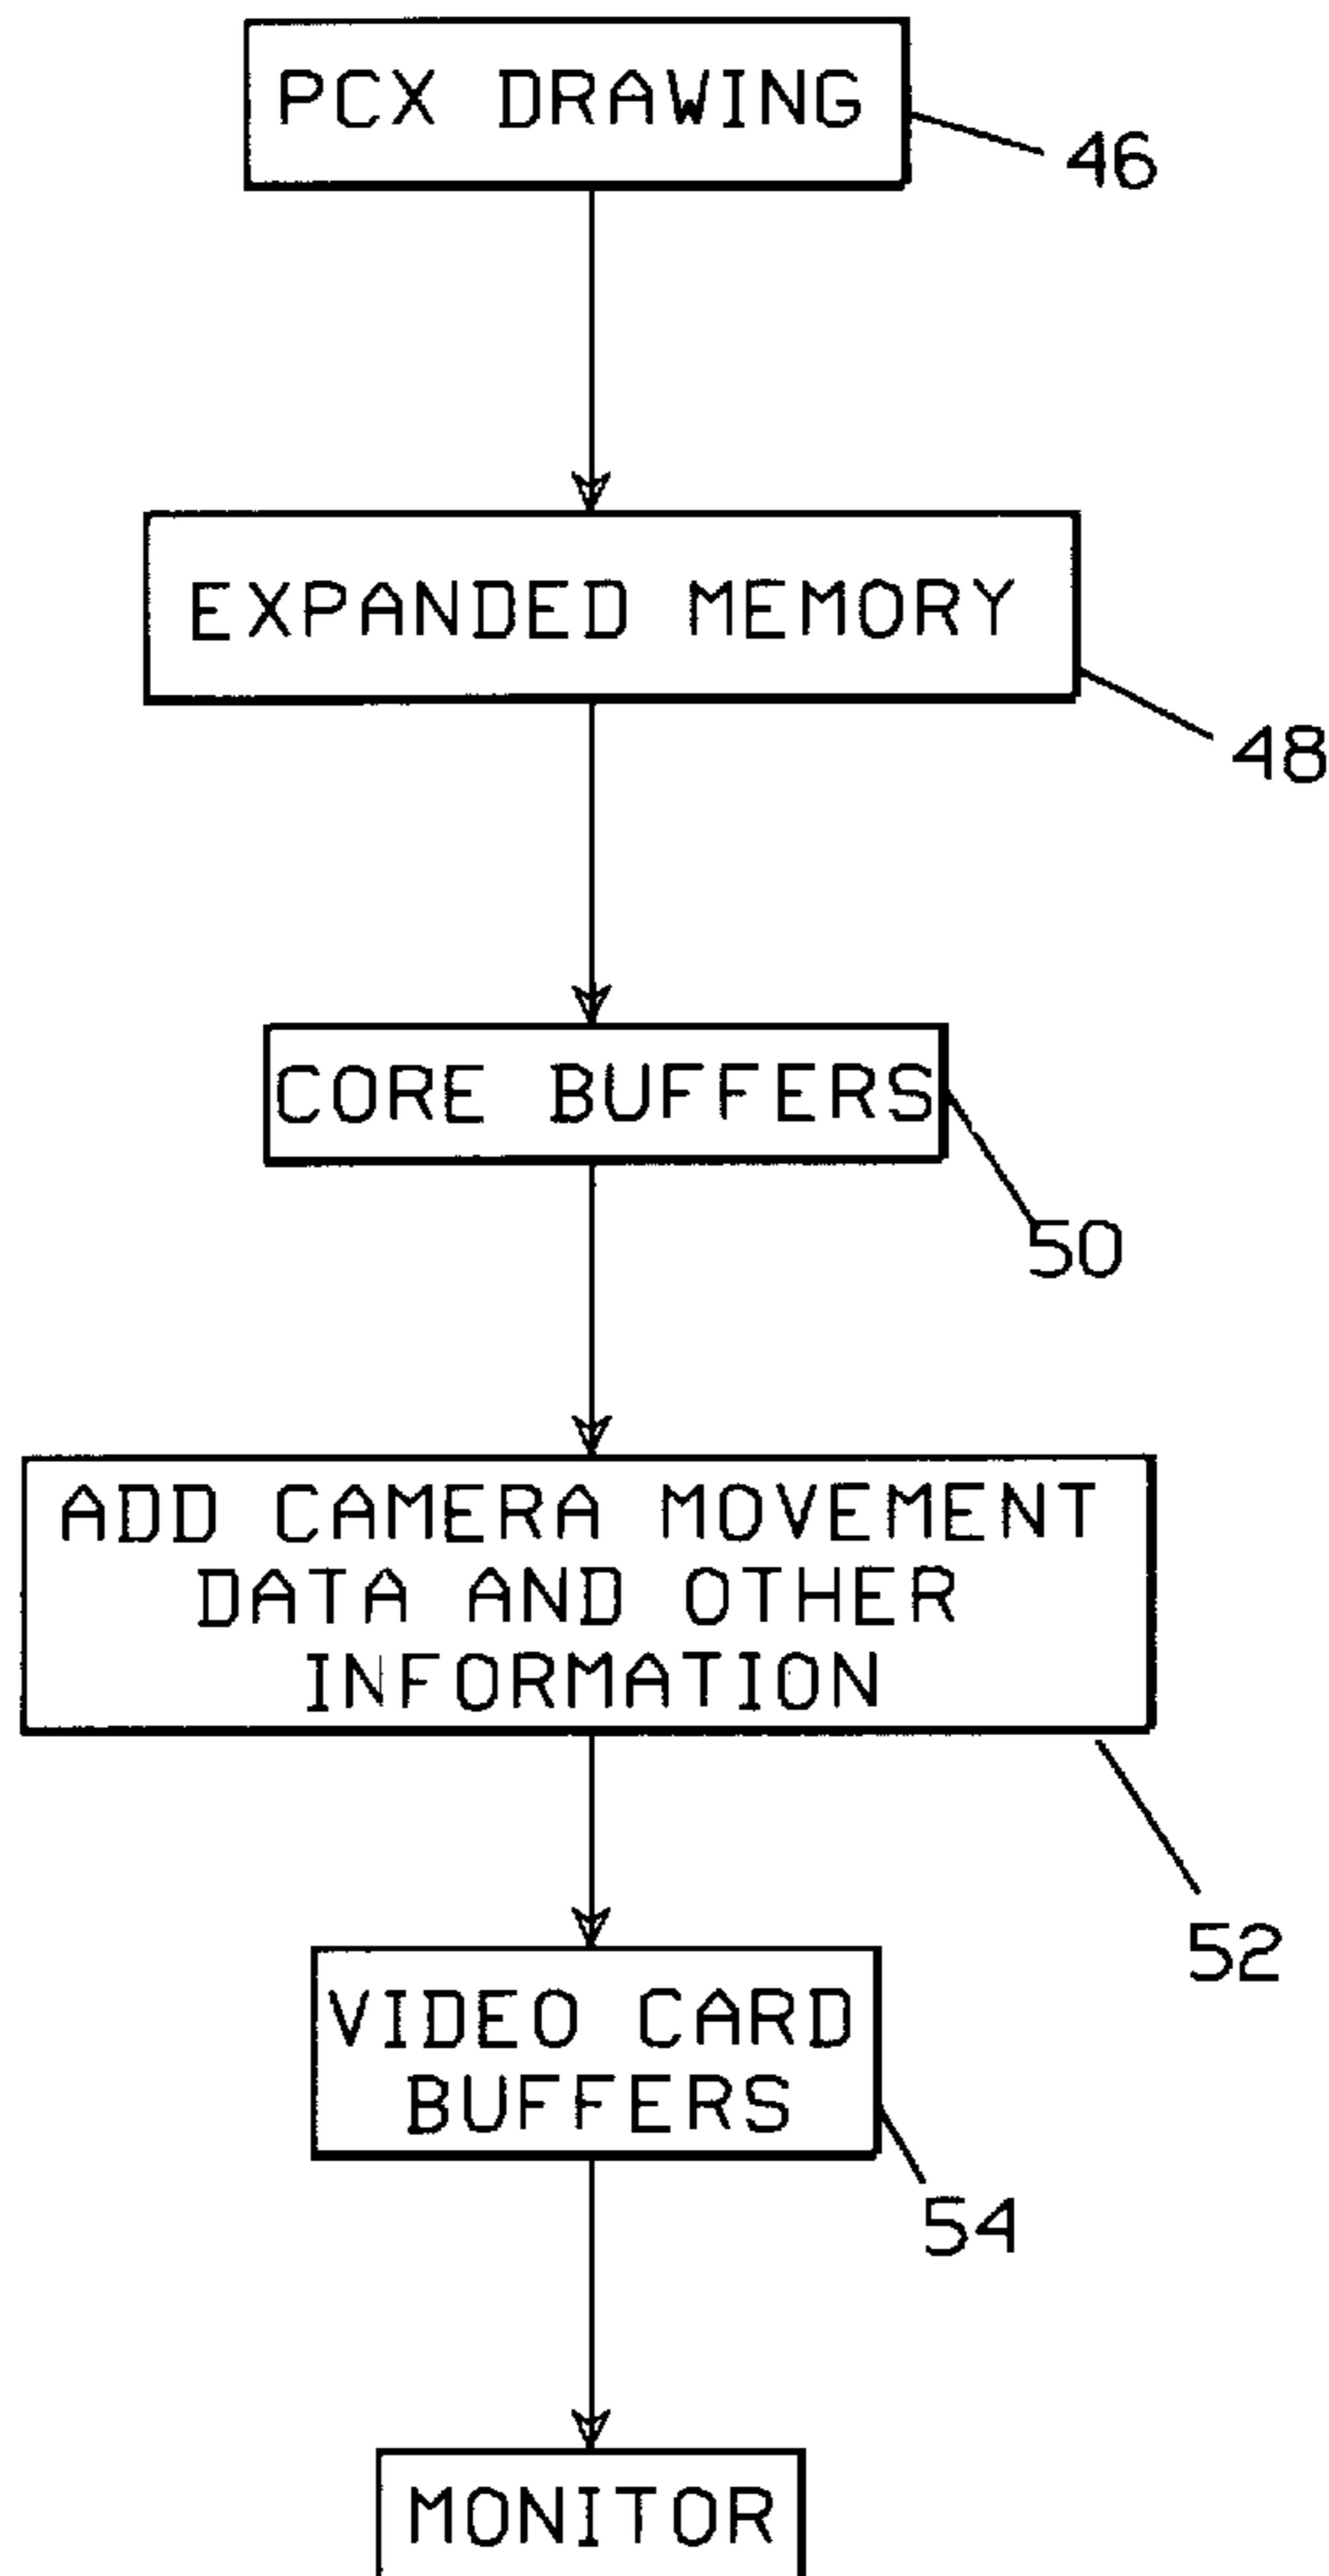 PCX DRAWING
46
EXPANDED MEMORY
48
CORE BUFFERS
50
ADD CAMERA MOVEMENT
DATA AND OTHER
INFORMATION
52
VIDEO CARD
BUFFERS
54
MONITOR